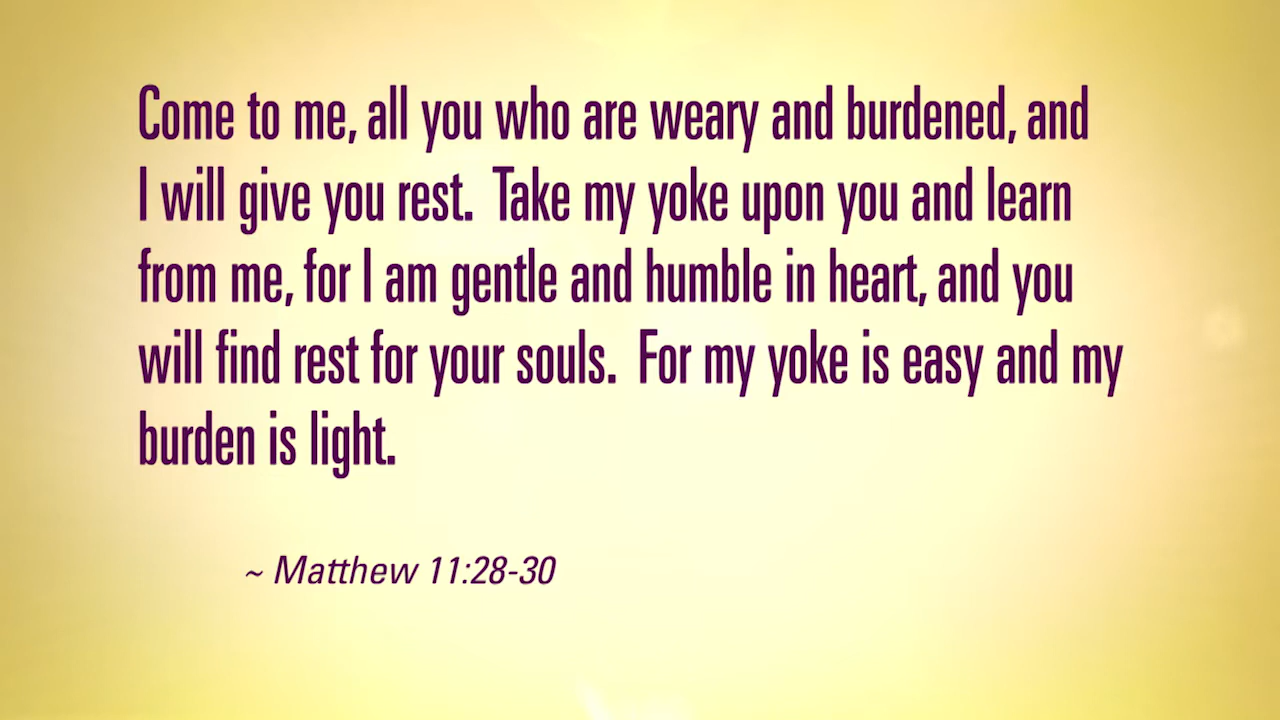 Come to me, all you who are weary and burdened, and
I will give you rest.  Take my yoke upon you and learn
from me, for I am gentle and humble in heart, and you
will find rest for your souls.  For my yoke is easy and my
burden is light.
~ Matthew 11:28-30